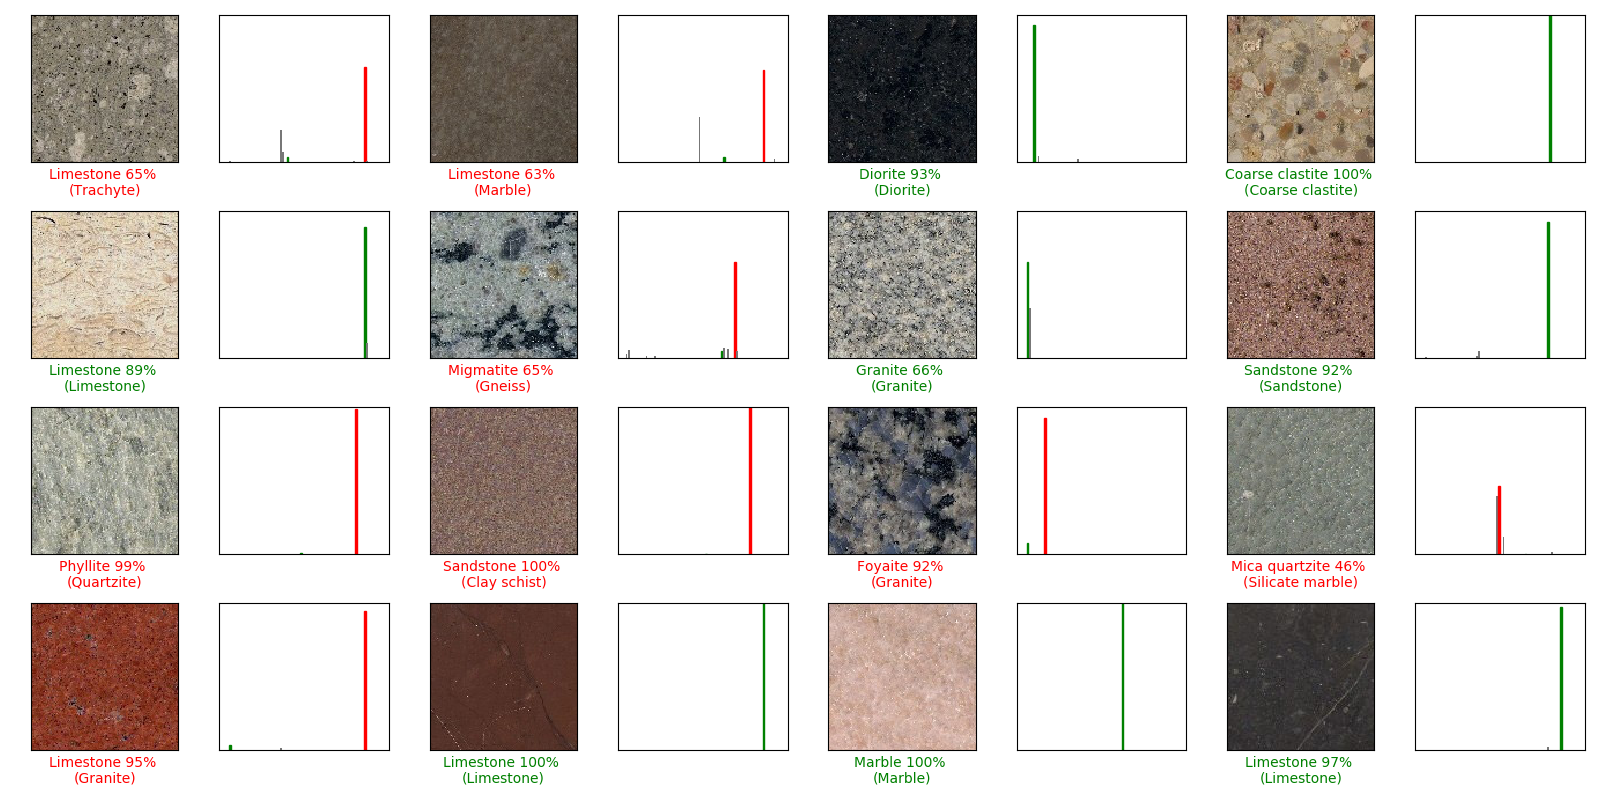 Limestone 65%
(Trachyte)
Limestone 63%
(Marble)
Diorite 93%
(Diorite)
Coarse clastite 100%
(Coarse clastite)
Limestone 89%
(Limestone)
Migmatite 65%
(Gneiss)
Granite 66%
(Granite)
Sandstone 92%
(Sandstone)
Phyllite 99%
(Quartzite)
Sandstone 100%
(Clay schist)
Foyaite 92%
(Granite)
Mica quartzite 46%
(Silicate marble)
Limestone 95%
(Granite)
Limestone 100%
(Limestone)
Marble 100%
(Marble)
Limestone 97%
(Limestone)